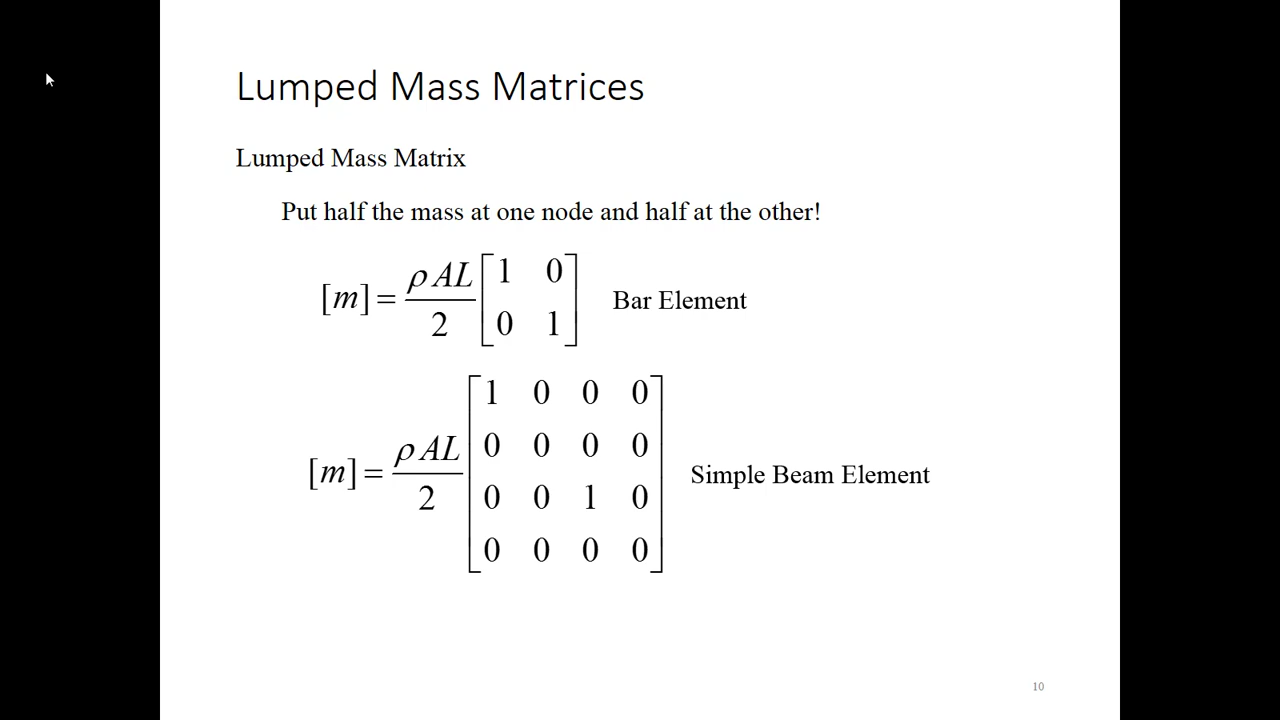 Lumped Mass Matrices
Lumped Mass Matrix
Put half the mass at one node and half at the other!
[m] = ρAL/2 [1 0; 0 1] Bar Element
[m] = ρAL/2 [1 0 0 0; 0 0 0 0; 0 0 1 0; 0 0 0 0] Simple Beam Element
10